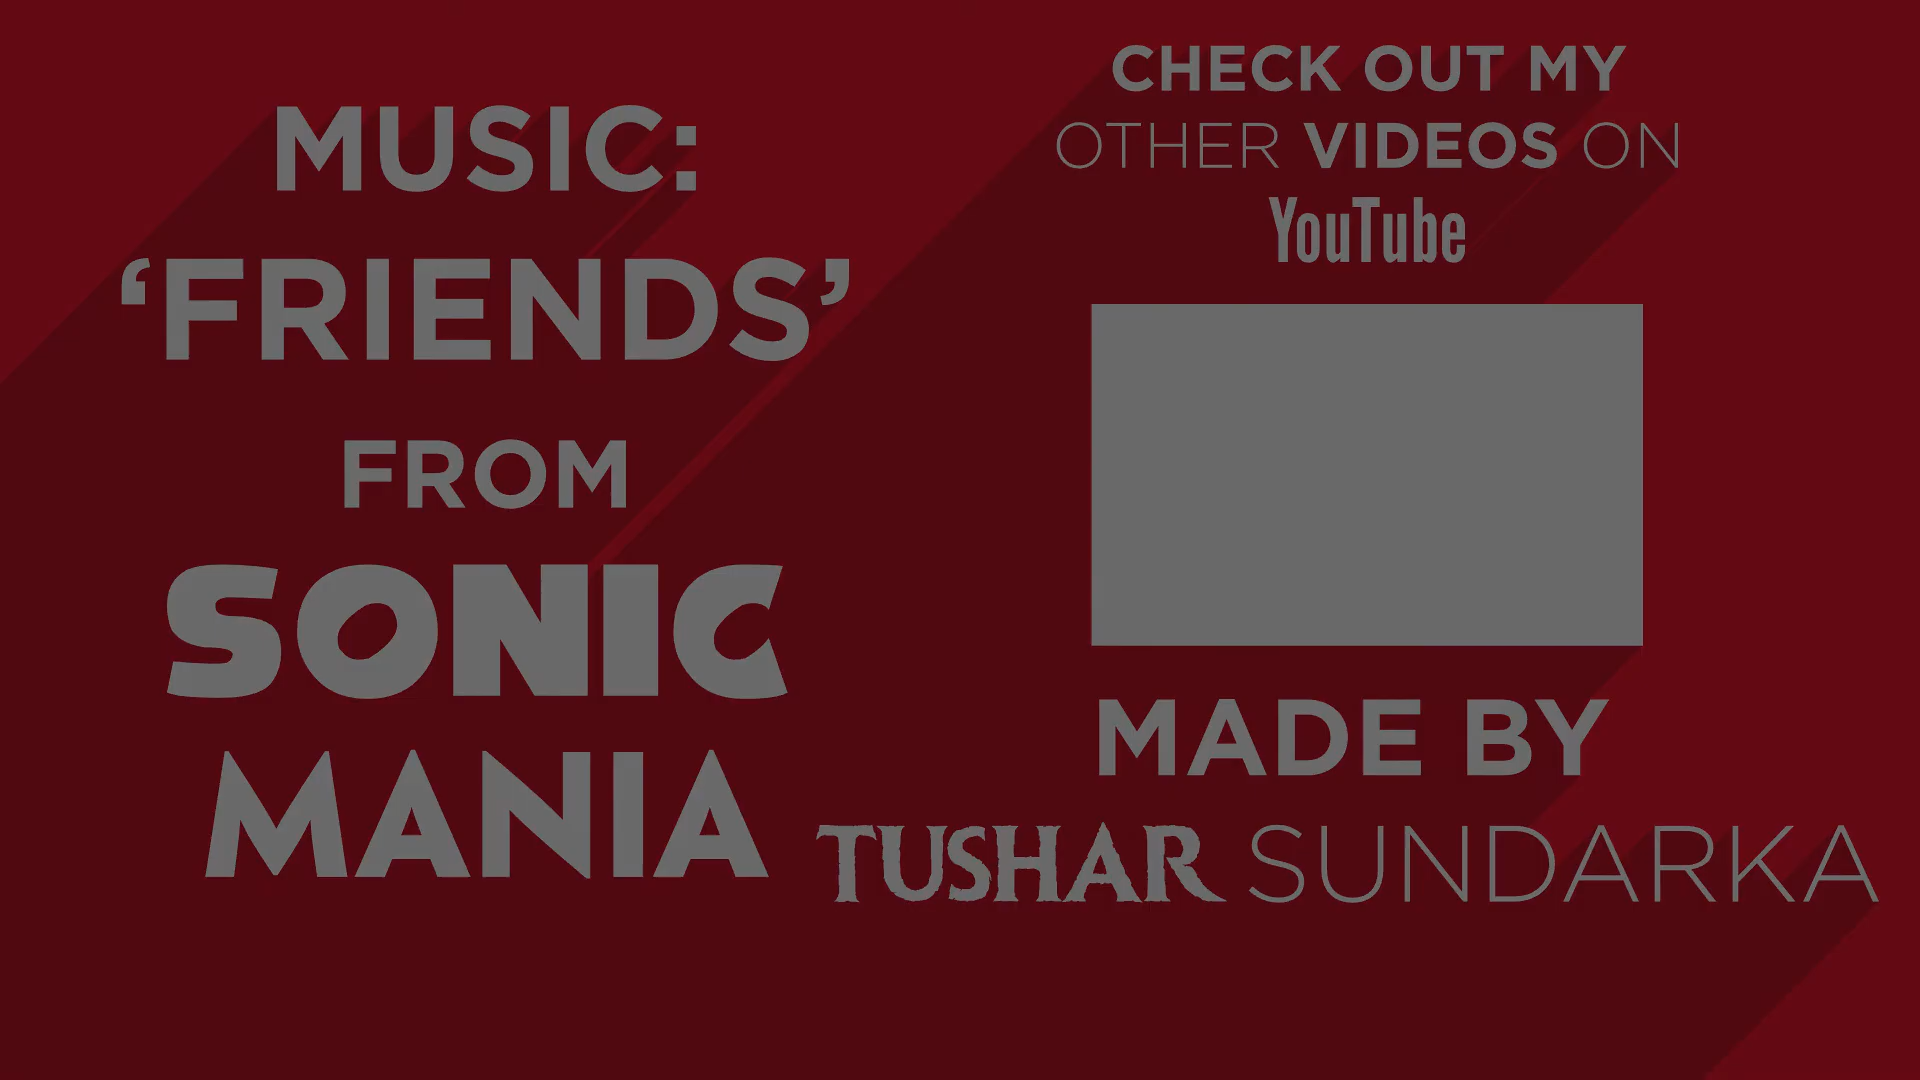 MUSIC:
‘FRIENDS’
FROM
SONIC
MANIA
CHECK OUT MY
OTHER VIDEOS ON
YouTube
MADE BY
TUSHAR SUNDARKA